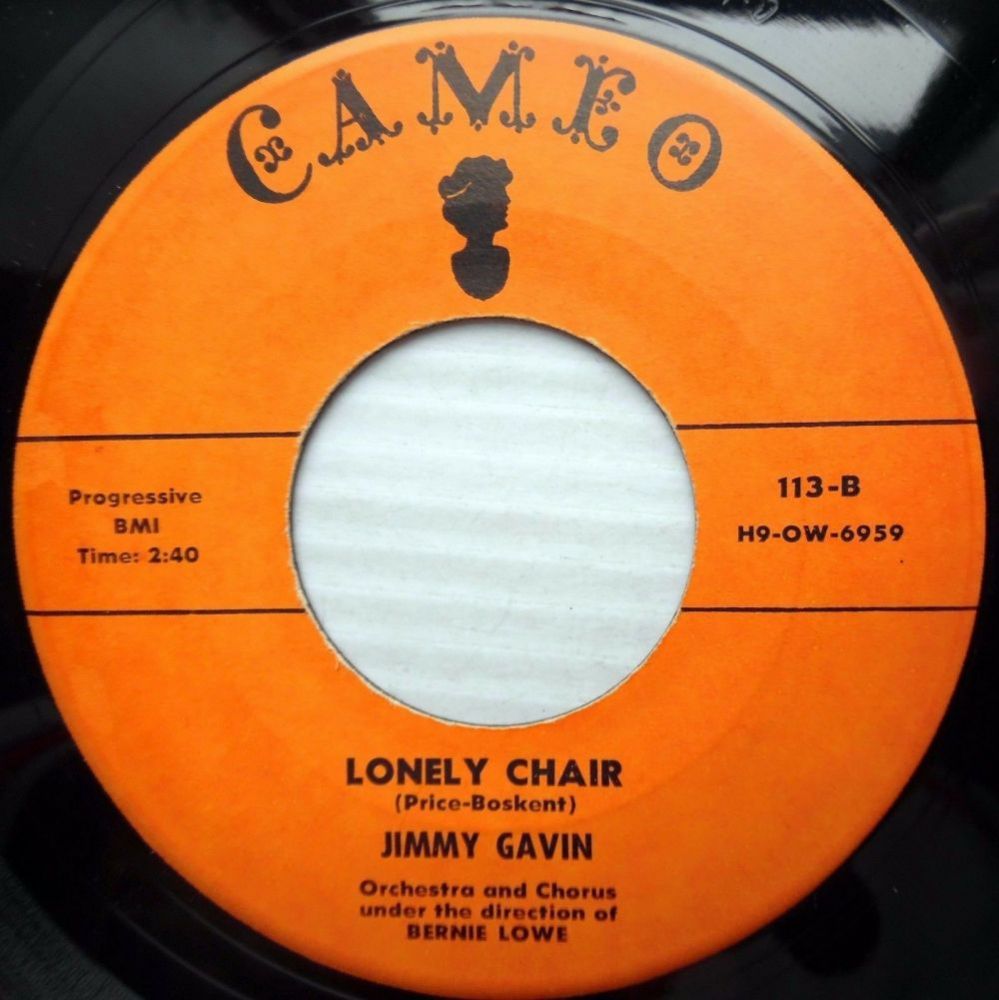 CAMEO
Progressive
BMI
Time: 2:40
113-B
H9-OW-6959
LONELY CHAIR
(Price-Boskent)
JIMMY GAVIN
Orchestra and Chorus
under the direction of
BERNIE LOWE